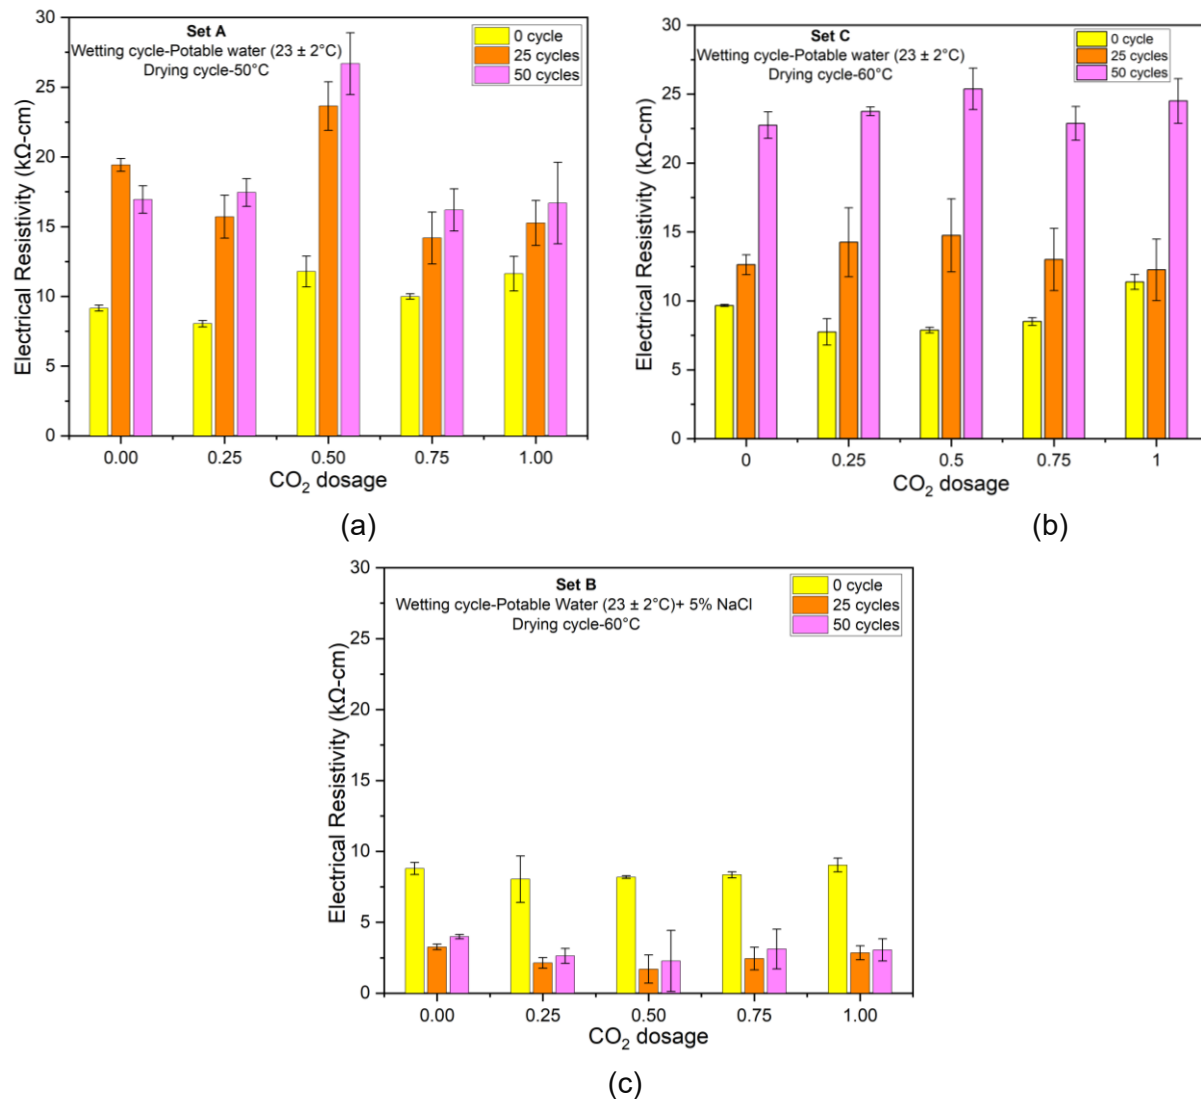 Set A
Wetting cycle-Potable water (23 ± 2°C)
Drying cycle-50°C
0 cycle
25 cycles
50 cycles
Electrical Resistivity (kΩ-cm)
30
25
20
15
10
5
0
0.00 0.25 0.50 0.75 1.00
CO₂ dosage
(a)
Set C
Wetting cycle-Potable water (23 ± 2°C)
Drying cycle-60°C
0 cycle
25 cycles
50 cycles
Electrical Resistivity (kΩ-cm)
30
25
20
15
10
5
0
0 0.25 0.5 0.75 1
CO₂ dosage
(b)
Set B
Wetting cycle-Potable Water (23 ± 2°C)+ 5% NaCl
Drying cycle-60°C
0 cycle
25 cycles
50 cycles
Electrical Resistivity (kΩ-cm)
30
25
20
15
10
5
0
0.00 0.25 0.50 0.75 1.00
CO₂ dosage
(c)